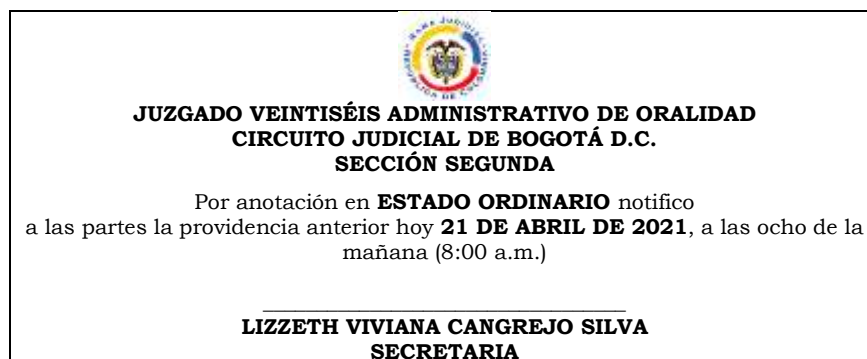 JUZGADO VEINTISÉIS ADMINISTRATIVO DE ORALIDAD
CIRCUITO JUDICIAL DE BOGOTÁ D.C.
SECCIÓN SEGUNDA
Por anotación en ESTADO ORDINARIO notifico
a las partes la providencia anterior hoy 21 DE ABRIL DE 2021, a las ocho de la
mañana (8:00 a.m.)
LIZZETH VIVIANA CANGREJO SILVA
SECRETARIA